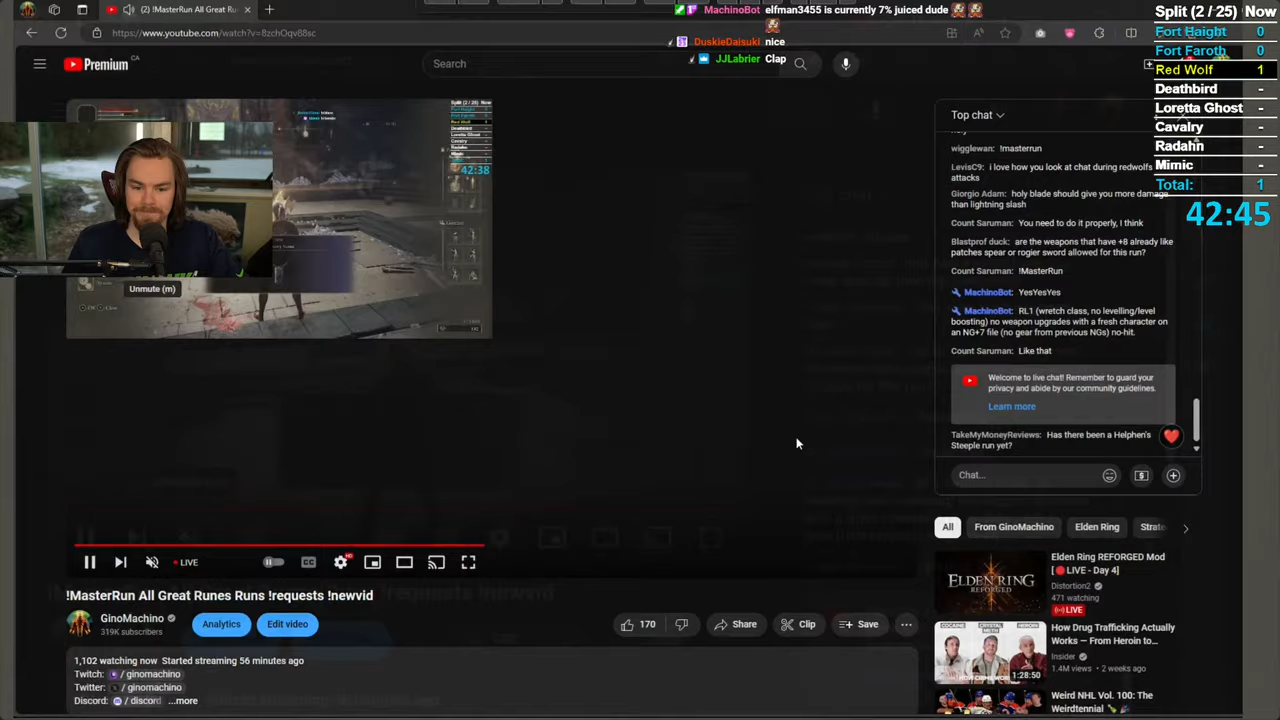 (2) !MasterRun All Great Ru
https://www.youtube.com/watch?v=8zchOqv88sc
MachinoBot: elfman3455 is currently 7% juiced dude
DuskieDaisuki nice
JJLabrier Clap
Split (2 / 25) Now
Fort Haight 0
Fort Faroth 0
Red Wolf 1
Deathbird -
Loretta Ghost -
Cavalry -
Radahn -
Mimic -
Total: 1
42:45
Premium CA
Search
42:38
Unmute (m)
Top chat
wigglewan: !masterrun
LevisC9: i love how you look at chat during redwolfs
attacks
Giorgio Adam: holy blade should give you more damage
than lightning slash
Count Saruman: You need to do it properly, I think
Blastprof duck: are the weapons that have +8 already like
patches spear or rogier sword allowed for this run?
Count Saruman: !MasterRun
MachinoBot: YesYesYes
MachinoBot: RL1 (wretch class, no levelling/level
boosting) no weapon upgrades with a fresh character on
an NG+7 file (no gear from previous NGs) no-hit.
Count Saruman: Like that
Welcome to live chat! Remember to guard your
privacy and abide by our community guidelines.
Learn more
TakeMyMoneyReviews: Has there been a Helphen's
Steeple run yet?
Chat...
LIVE
CC
HD
!MasterRun All Great Runes Runs !requests !newvid
GinoMachino
319K subscribers
Analytics
Edit video
170
Share
Clip
Save
1,102 watching now Started streaming 56 minutes ago
Twitch: / ginomachino
Twitter: / ginomachino
Discord: / discord ...more
All
From GinoMachino
Elden Ring
Strate
ELDEN RING
REFORGED
Elden Ring REFORGED Mod
[🔴LIVE - Day 4]
Distortion2
471 watching
LIVE
COCAINE
CRYSTAL METH
HEROIN
1:28:50
How Drug Trafficking Actually
Works — From Heroin to...
Insider
1.4M views • 2 weeks ago
Weird NHL Vol. 100: The
Weirdtennial